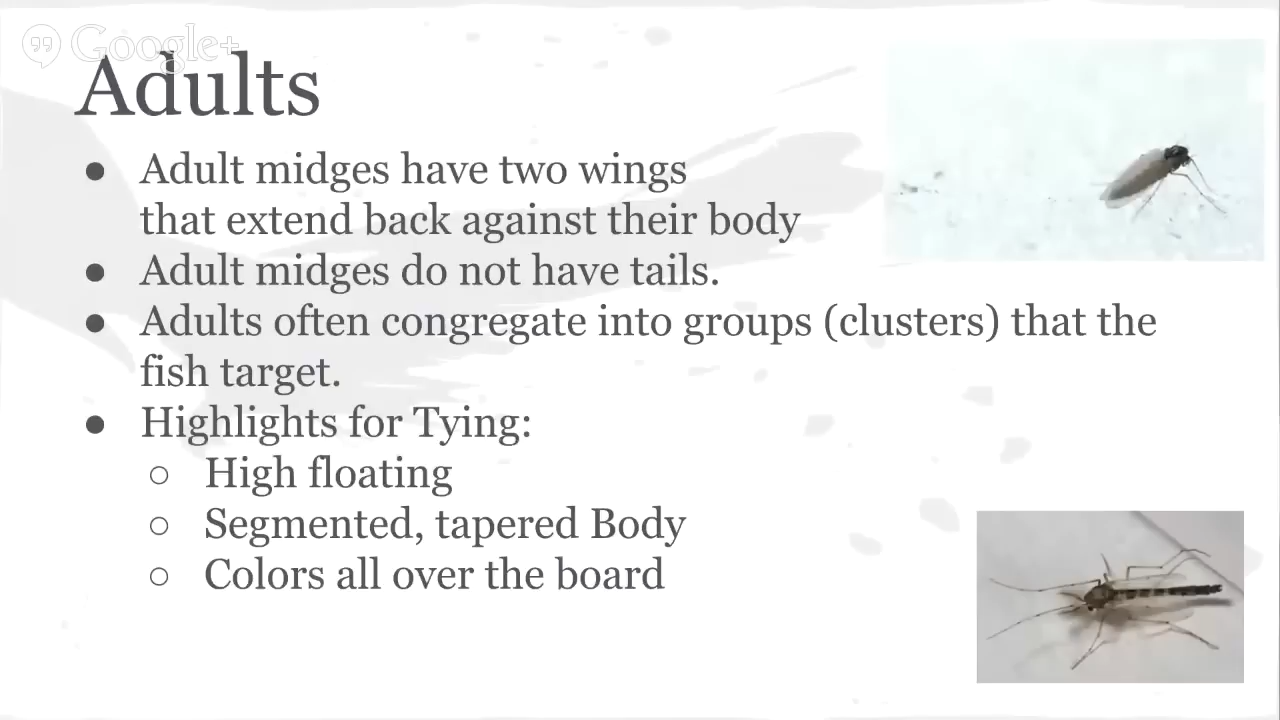 Google+
Adults
● Adult midges have two wings
that extend back against their body
● Adult midges do not have tails.
● Adults often congregate into groups (clusters) that the
fish target.
● Highlights for Tying:
○ High floating
○ Segmented, tapered Body
○ Colors all over the board